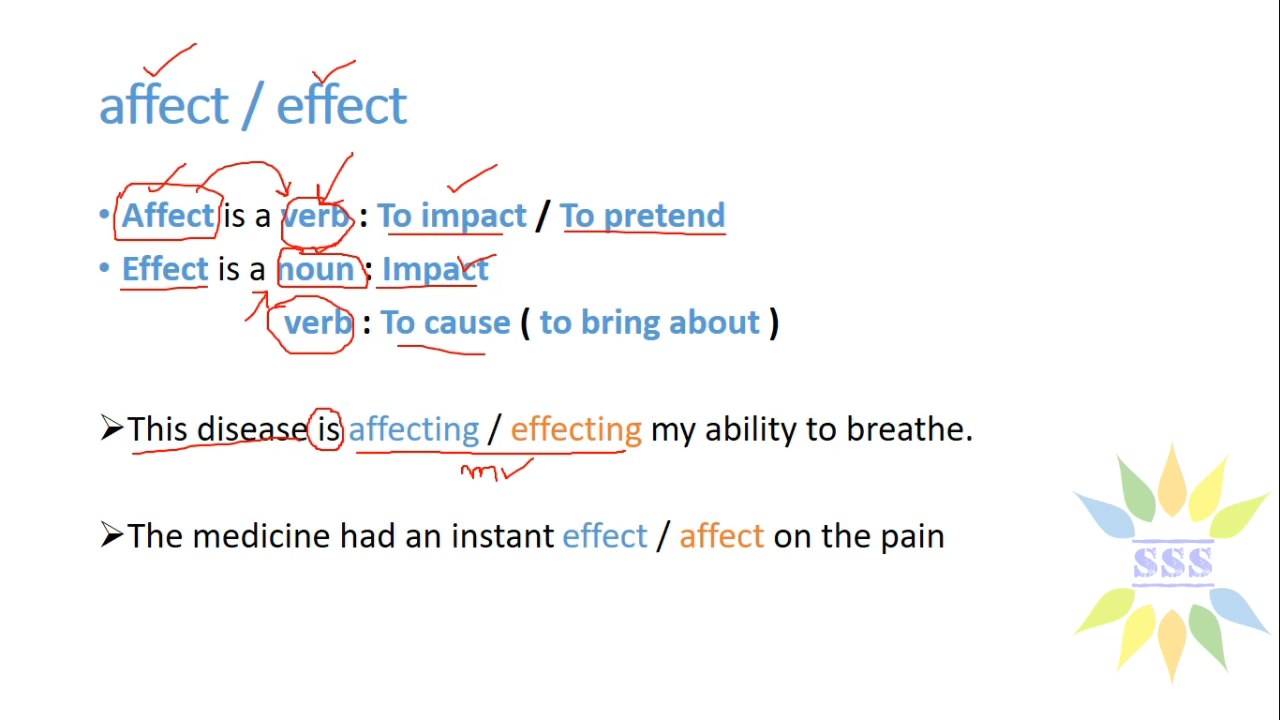 affect / effect
• Affect is a verb : To impact / To pretend
• Effect is a noun : Impact
verb : To cause ( to bring about )
➢This disease is affecting / effecting my ability to breathe.
mv
➢The medicine had an instant effect / affect on the pain
SSS